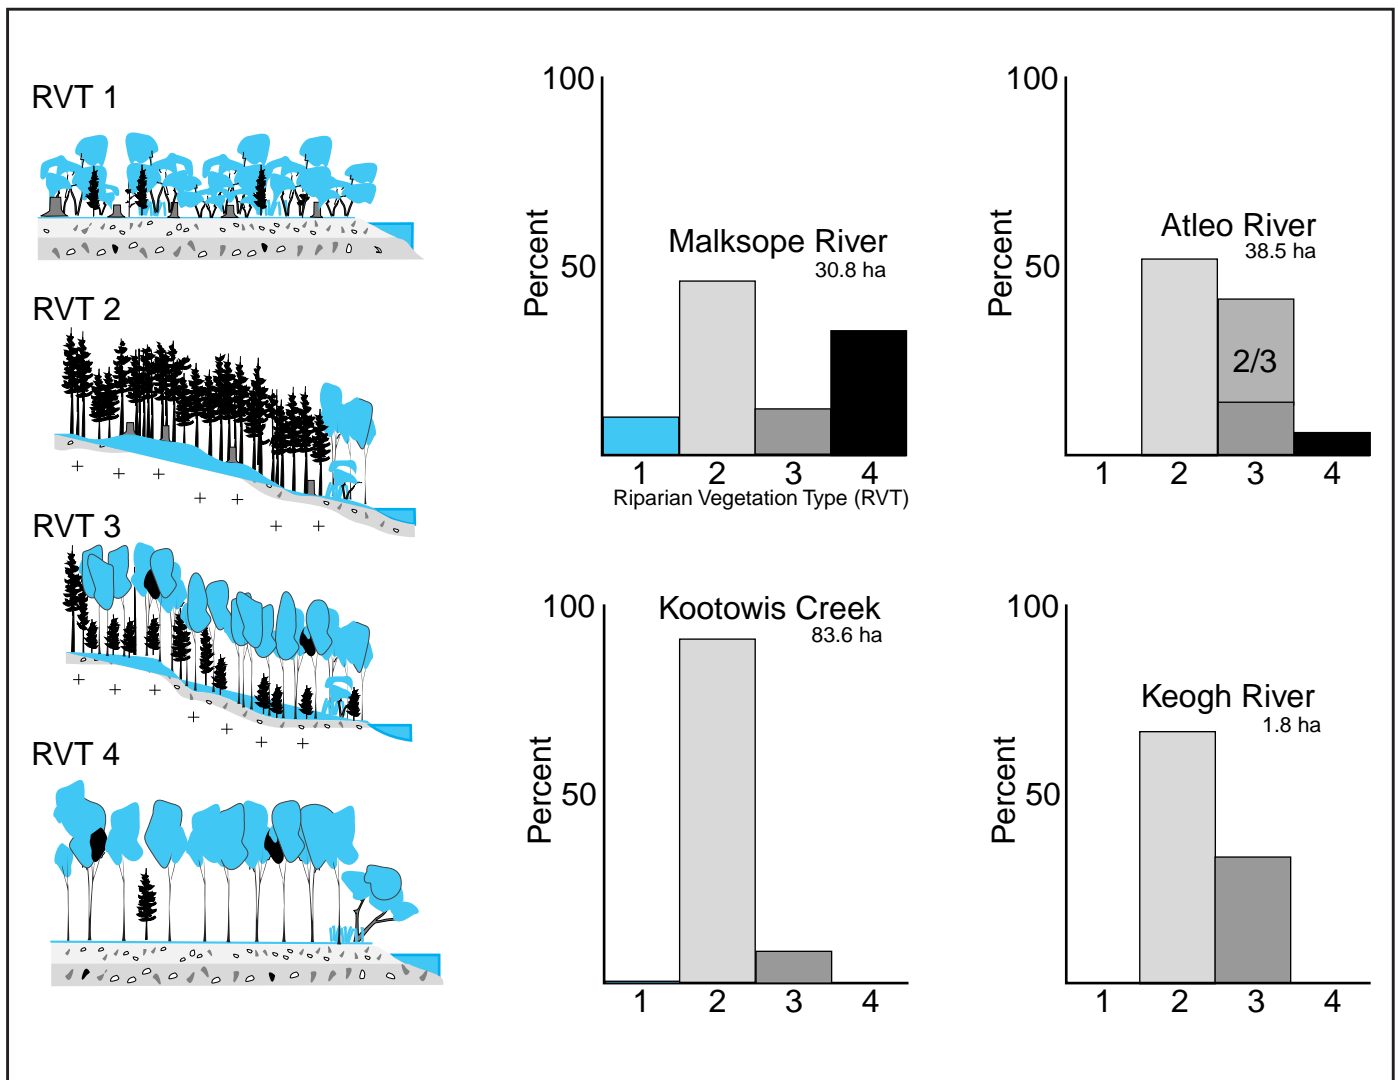 RVT 1
RVT 2
RVT 3
RVT 4
100
50
Percent
Malksope River
30.8 ha
1 2 3 4
Riparian Vegetation Type (RVT)
100
50
Percent
Atleo River
38.5 ha
2/3
1 2 3 4
100
50
Percent
Kootowis Creek
83.6 ha
1 2 3 4
100
50
Percent
Keogh River
1.8 ha
1 2 3 4